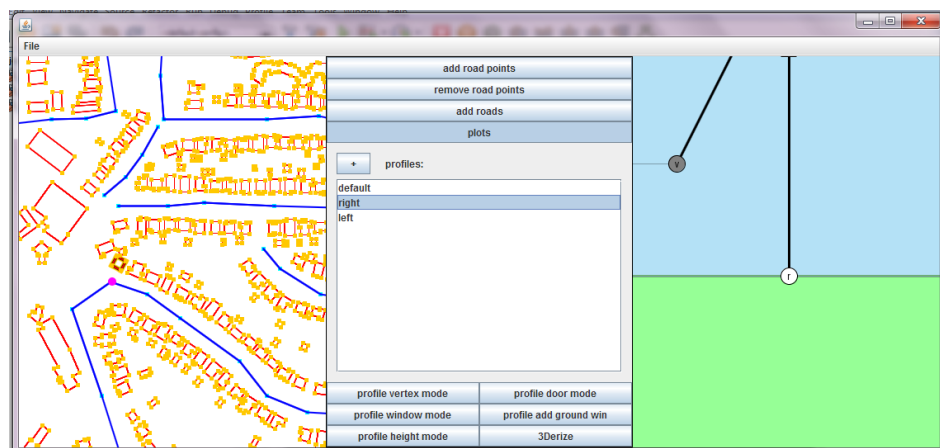 File
add road points
remove road points
add roads
plots
+ profiles:
default
right
left
profile vertex mode profile door mode
profile window mode profile add ground win
profile height mode 3Derize
v
r